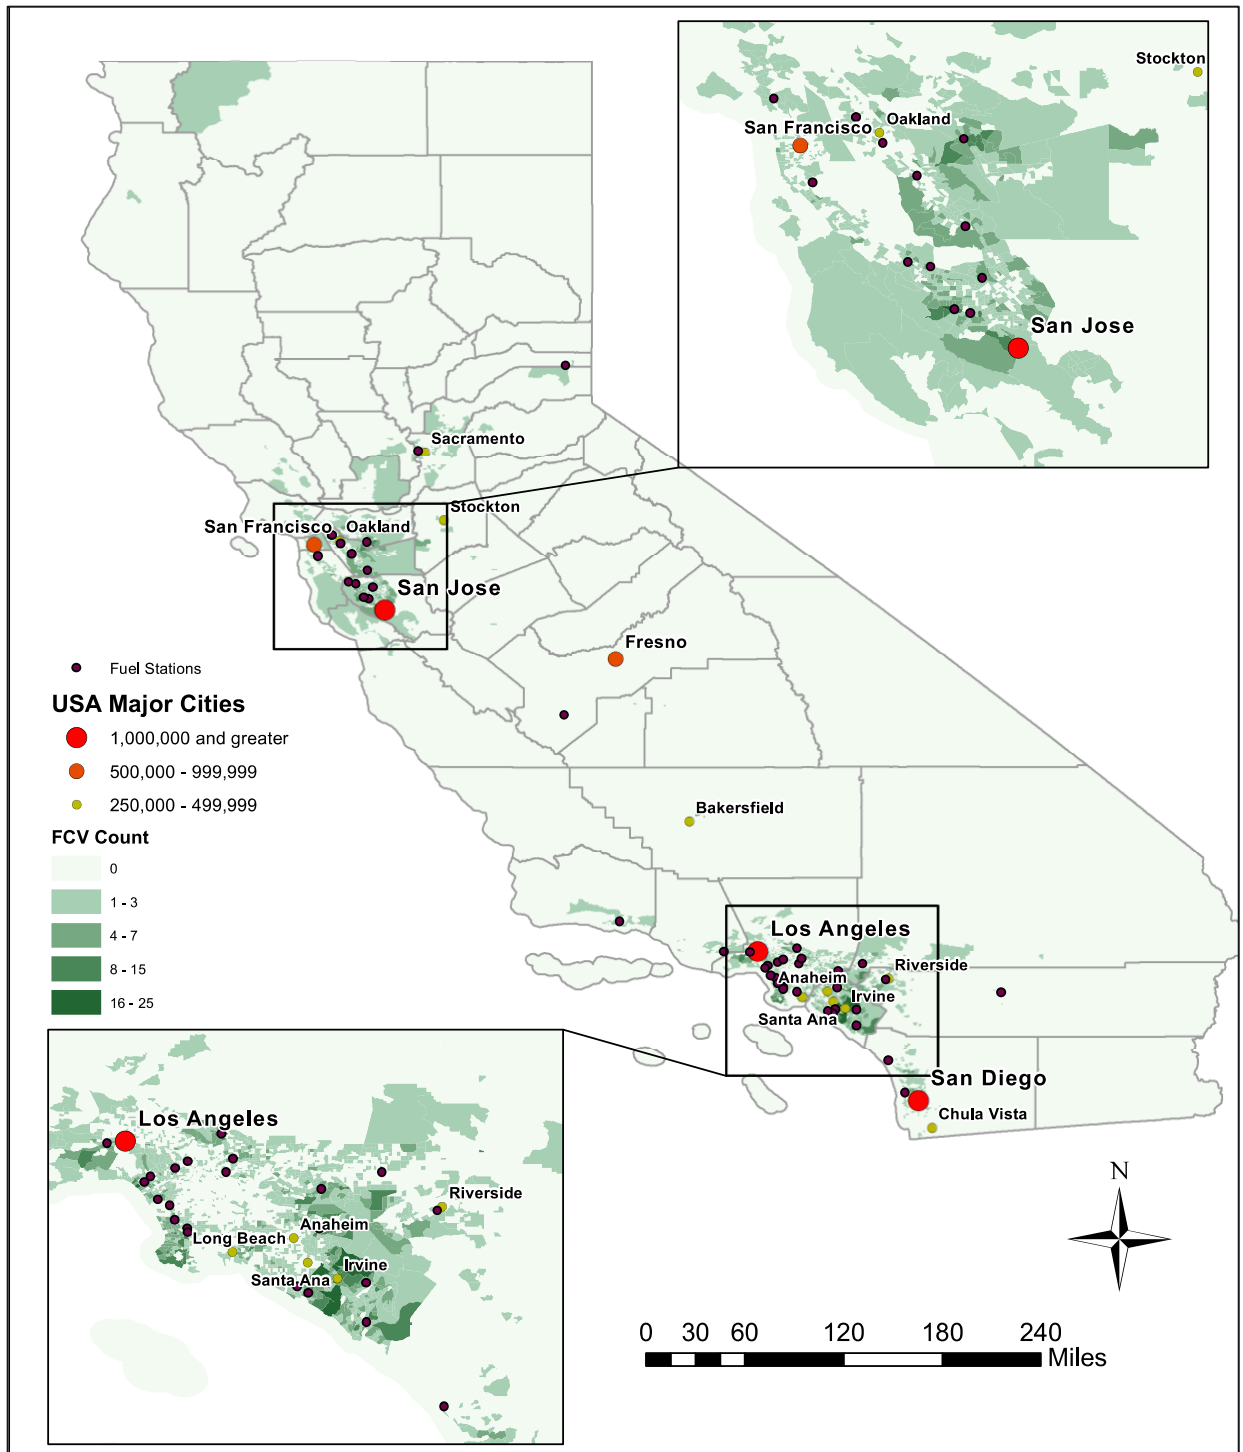 Stockton
Oakland
San Francisco
San Jose
Sacramento
Stockton
San Francisco
Oakland
San Jose
Fresno
Fuel Stations
USA Major Cities
1,000,000 and greater
500,000 - 999,999
250,000 - 499,999
FCV Count
0
1 - 3
4 - 7
8 - 15
16 - 25
Bakersfield
Los Angeles
Riverside
Anaheim
Irvine
Santa Ana
San Diego
Chula Vista
Los Angeles
Riverside
Anaheim
Long Beach
Irvine
Santa Ana
N
0 30 60 120 180 240
Miles